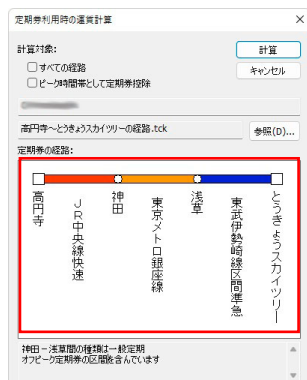 定期券利用時の運賃計算
計算対象:
すべての経路
ピーク時間帯として定期券控除
計算
キャンセル
高円寺~とうきょうスカイツリーの経路.tck
参照(D)...
定期券の経路:
高円寺
JR中央線快速
神田
東京メトロ銀座線
浅草
東武伊勢崎線区間準急
とうきょうスカイツリー
神田-浅草間の種類は一般定期
オフピーク定期券の区間を含んでいます